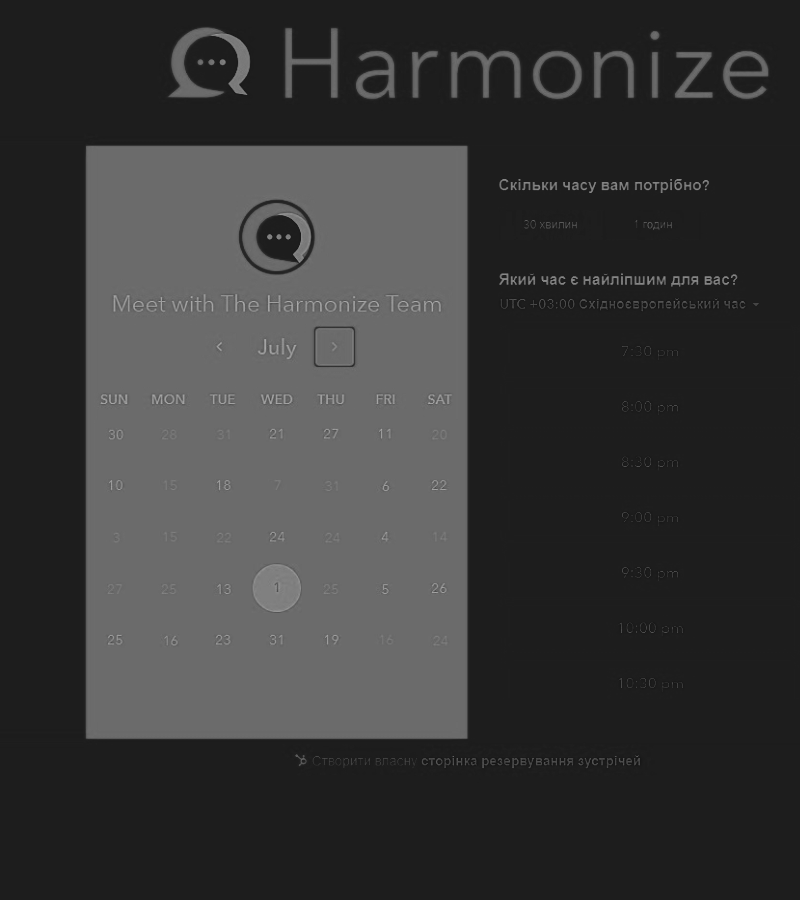 Harmonize
Meet with The Harmonize Team
July
SUN MON TUE WED THU FRI SAT
30 28 31 21 27 11 20
10 15 18 7 31 6 22
3 15 22 24 24 4 14
27 25 13 1 25 5 26
25 16 23 31 19 16 24
Скільки часу вам потрібно?
30 хвилин 1 годин
Який час є найліпшим для вас?
UTC +03:00 Східноєвропейський час
7:30 pm
8:00 pm
8:30 pm
9:00 pm
9:30 pm
10:00 pm
10:30 pm
Створити власну сторінка резервування зустрічей